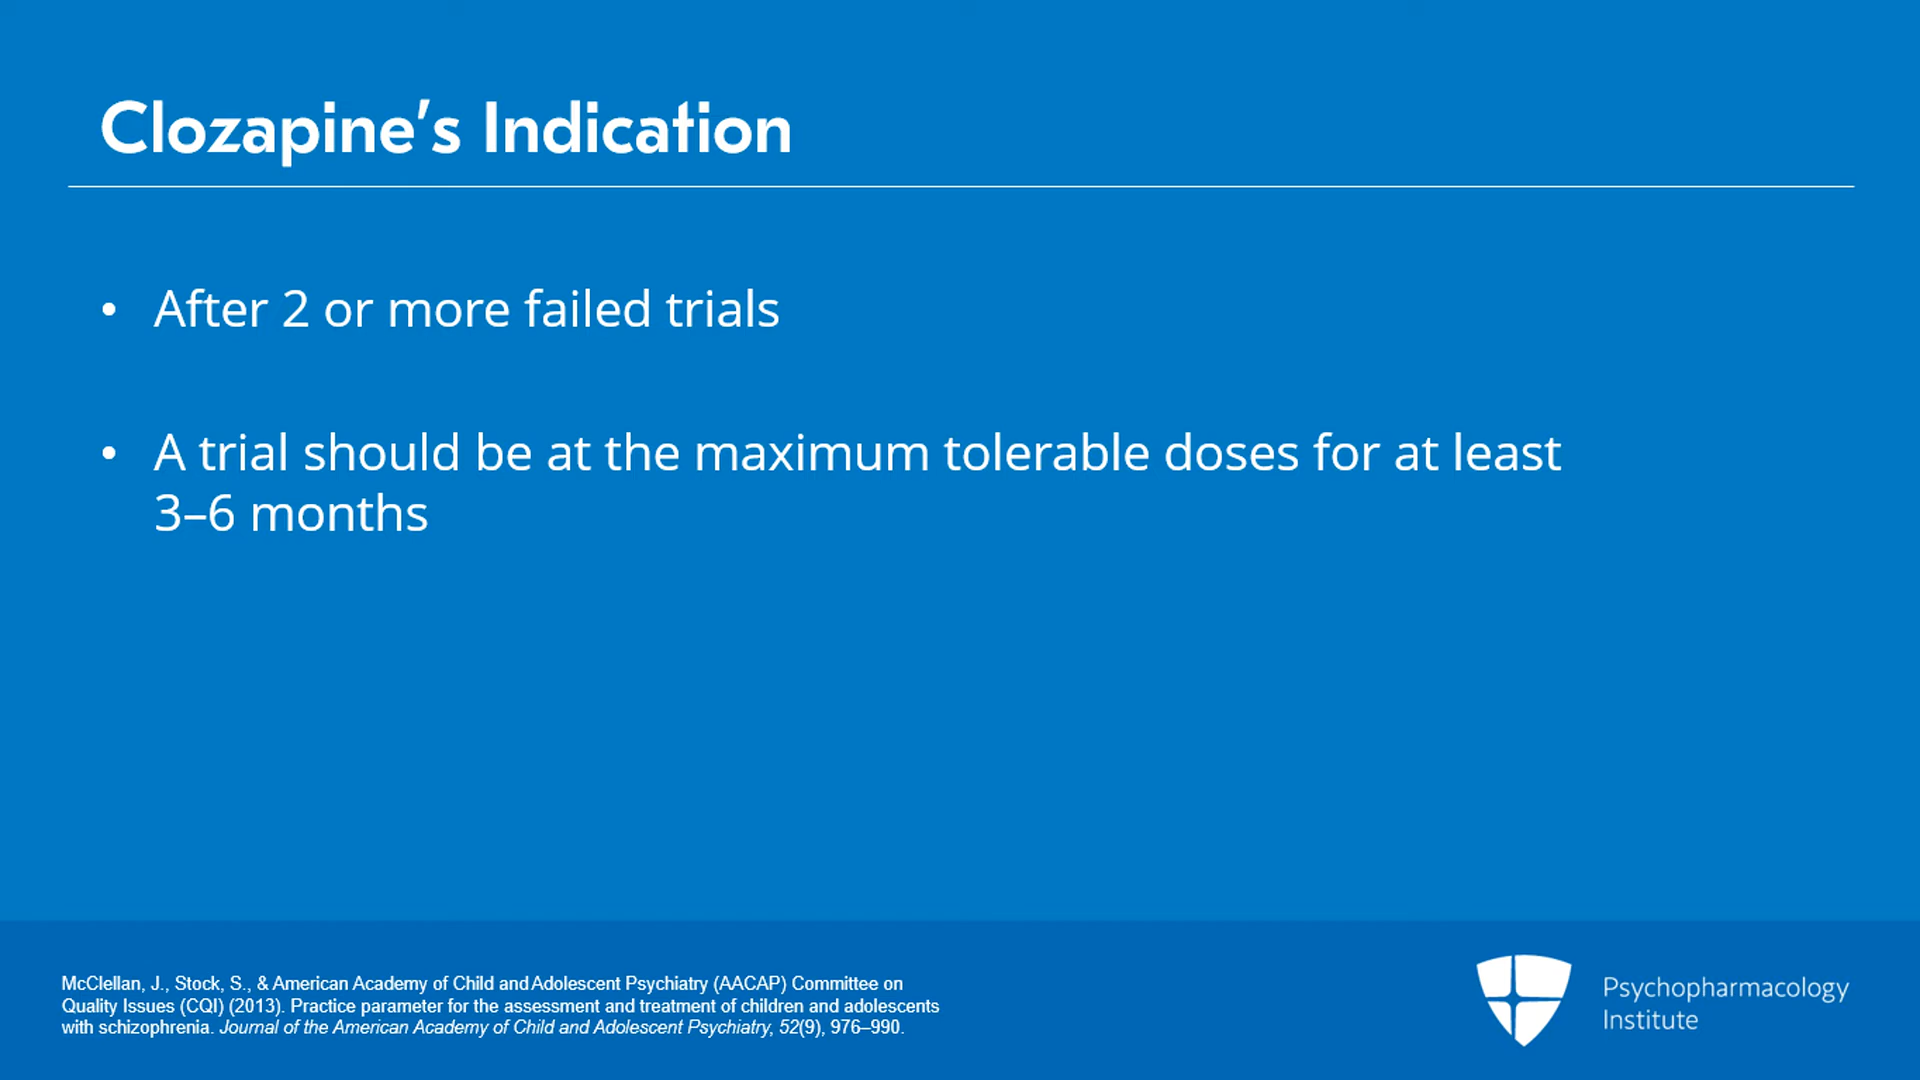 Clozapine’s Indication
• After 2 or more failed trials
• A trial should be at the maximum tolerable doses for at least
3–6 months
McClellan, J., Stock, S., & American Academy of Child and Adolescent Psychiatry (AACAP) Committee on
Quality Issues (CQI) (2013). Practice parameter for the assessment and treatment of children and adolescents
with schizophrenia. Journal of the American Academy of Child and Adolescent Psychiatry, 52(9), 976–990.
Psychopharmacology
Institute